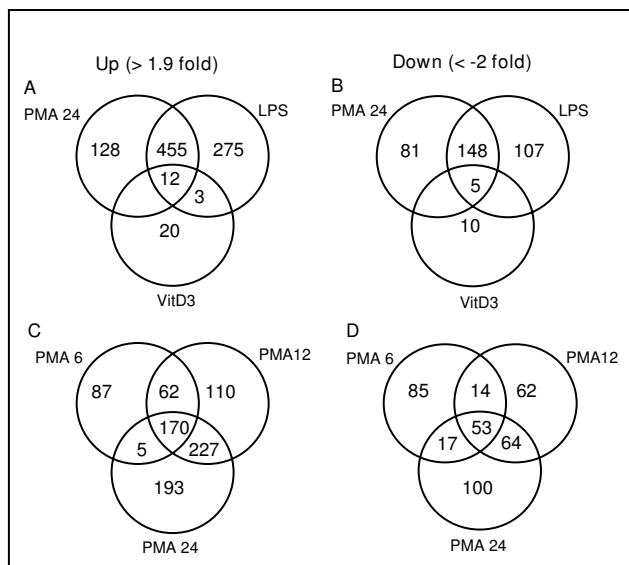 Up (> 1.9 fold)
Down (< -2 fold)
A
PMA 24
LPS
128
455
275
12
3
20
VitD3
B
PMA 24
LPS
81
148
107
5
10
VitD3
C
PMA 6
PMA12
87
62
110
170
5
227
193
PMA 24
D
PMA 6
PMA12
85
14
62
53
17
64
100
PMA 24